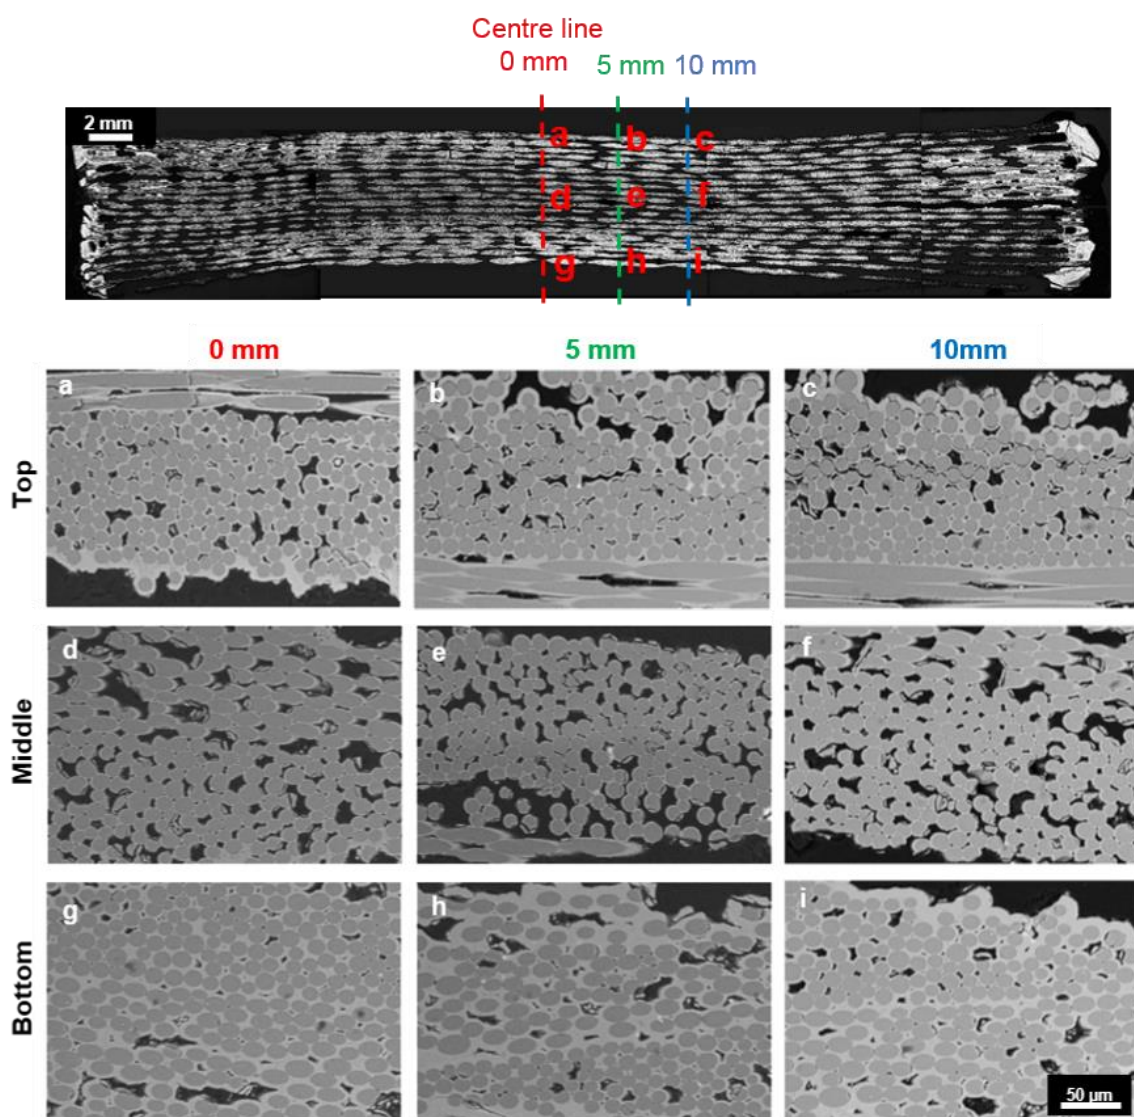 Centre line
0 mm 5 mm 10 mm
2 mm
a b c
d e f
g h i
0 mm 5 mm 10mm
Top
a b c
Middle
d e f
Bottom
g h i
50 µm